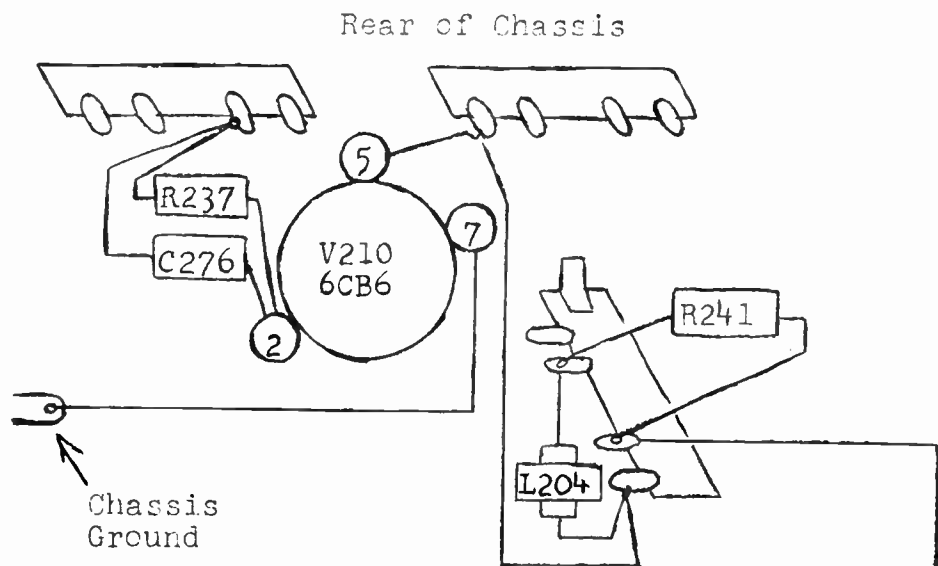 Rear of Chassis
5
R237
7
C276
V210
6CB6
2
R241
L204
Chassis
Ground